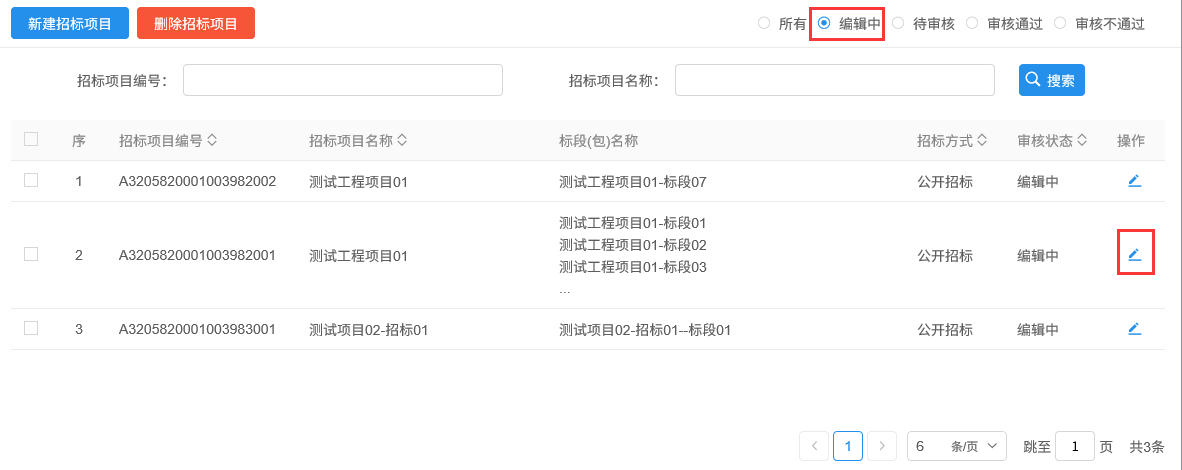 新建招标项目 删除招标项目 所有 编辑中 待审核 审核通过 审核不通过
招标项目编号: 招标项目名称: 搜索
序 招标项目编号 招标项目名称 标段(包)名称 招标方式 审核状态 操作
1 A3205820001003982002 测试工程项目01 测试工程项目01-标段07 公开招标 编辑中
测试工程项目01-标段01
测试工程项目01-标段02
2 A3205820001003982001 测试工程项目01 公开招标 编辑中
测试工程项目01-标段03
...
3 A3205820001003983001 测试项目02-招标01 测试项目02-招标01--标段01 公开招标 编辑中
1 6 条/页 跳至 1 页 共3条